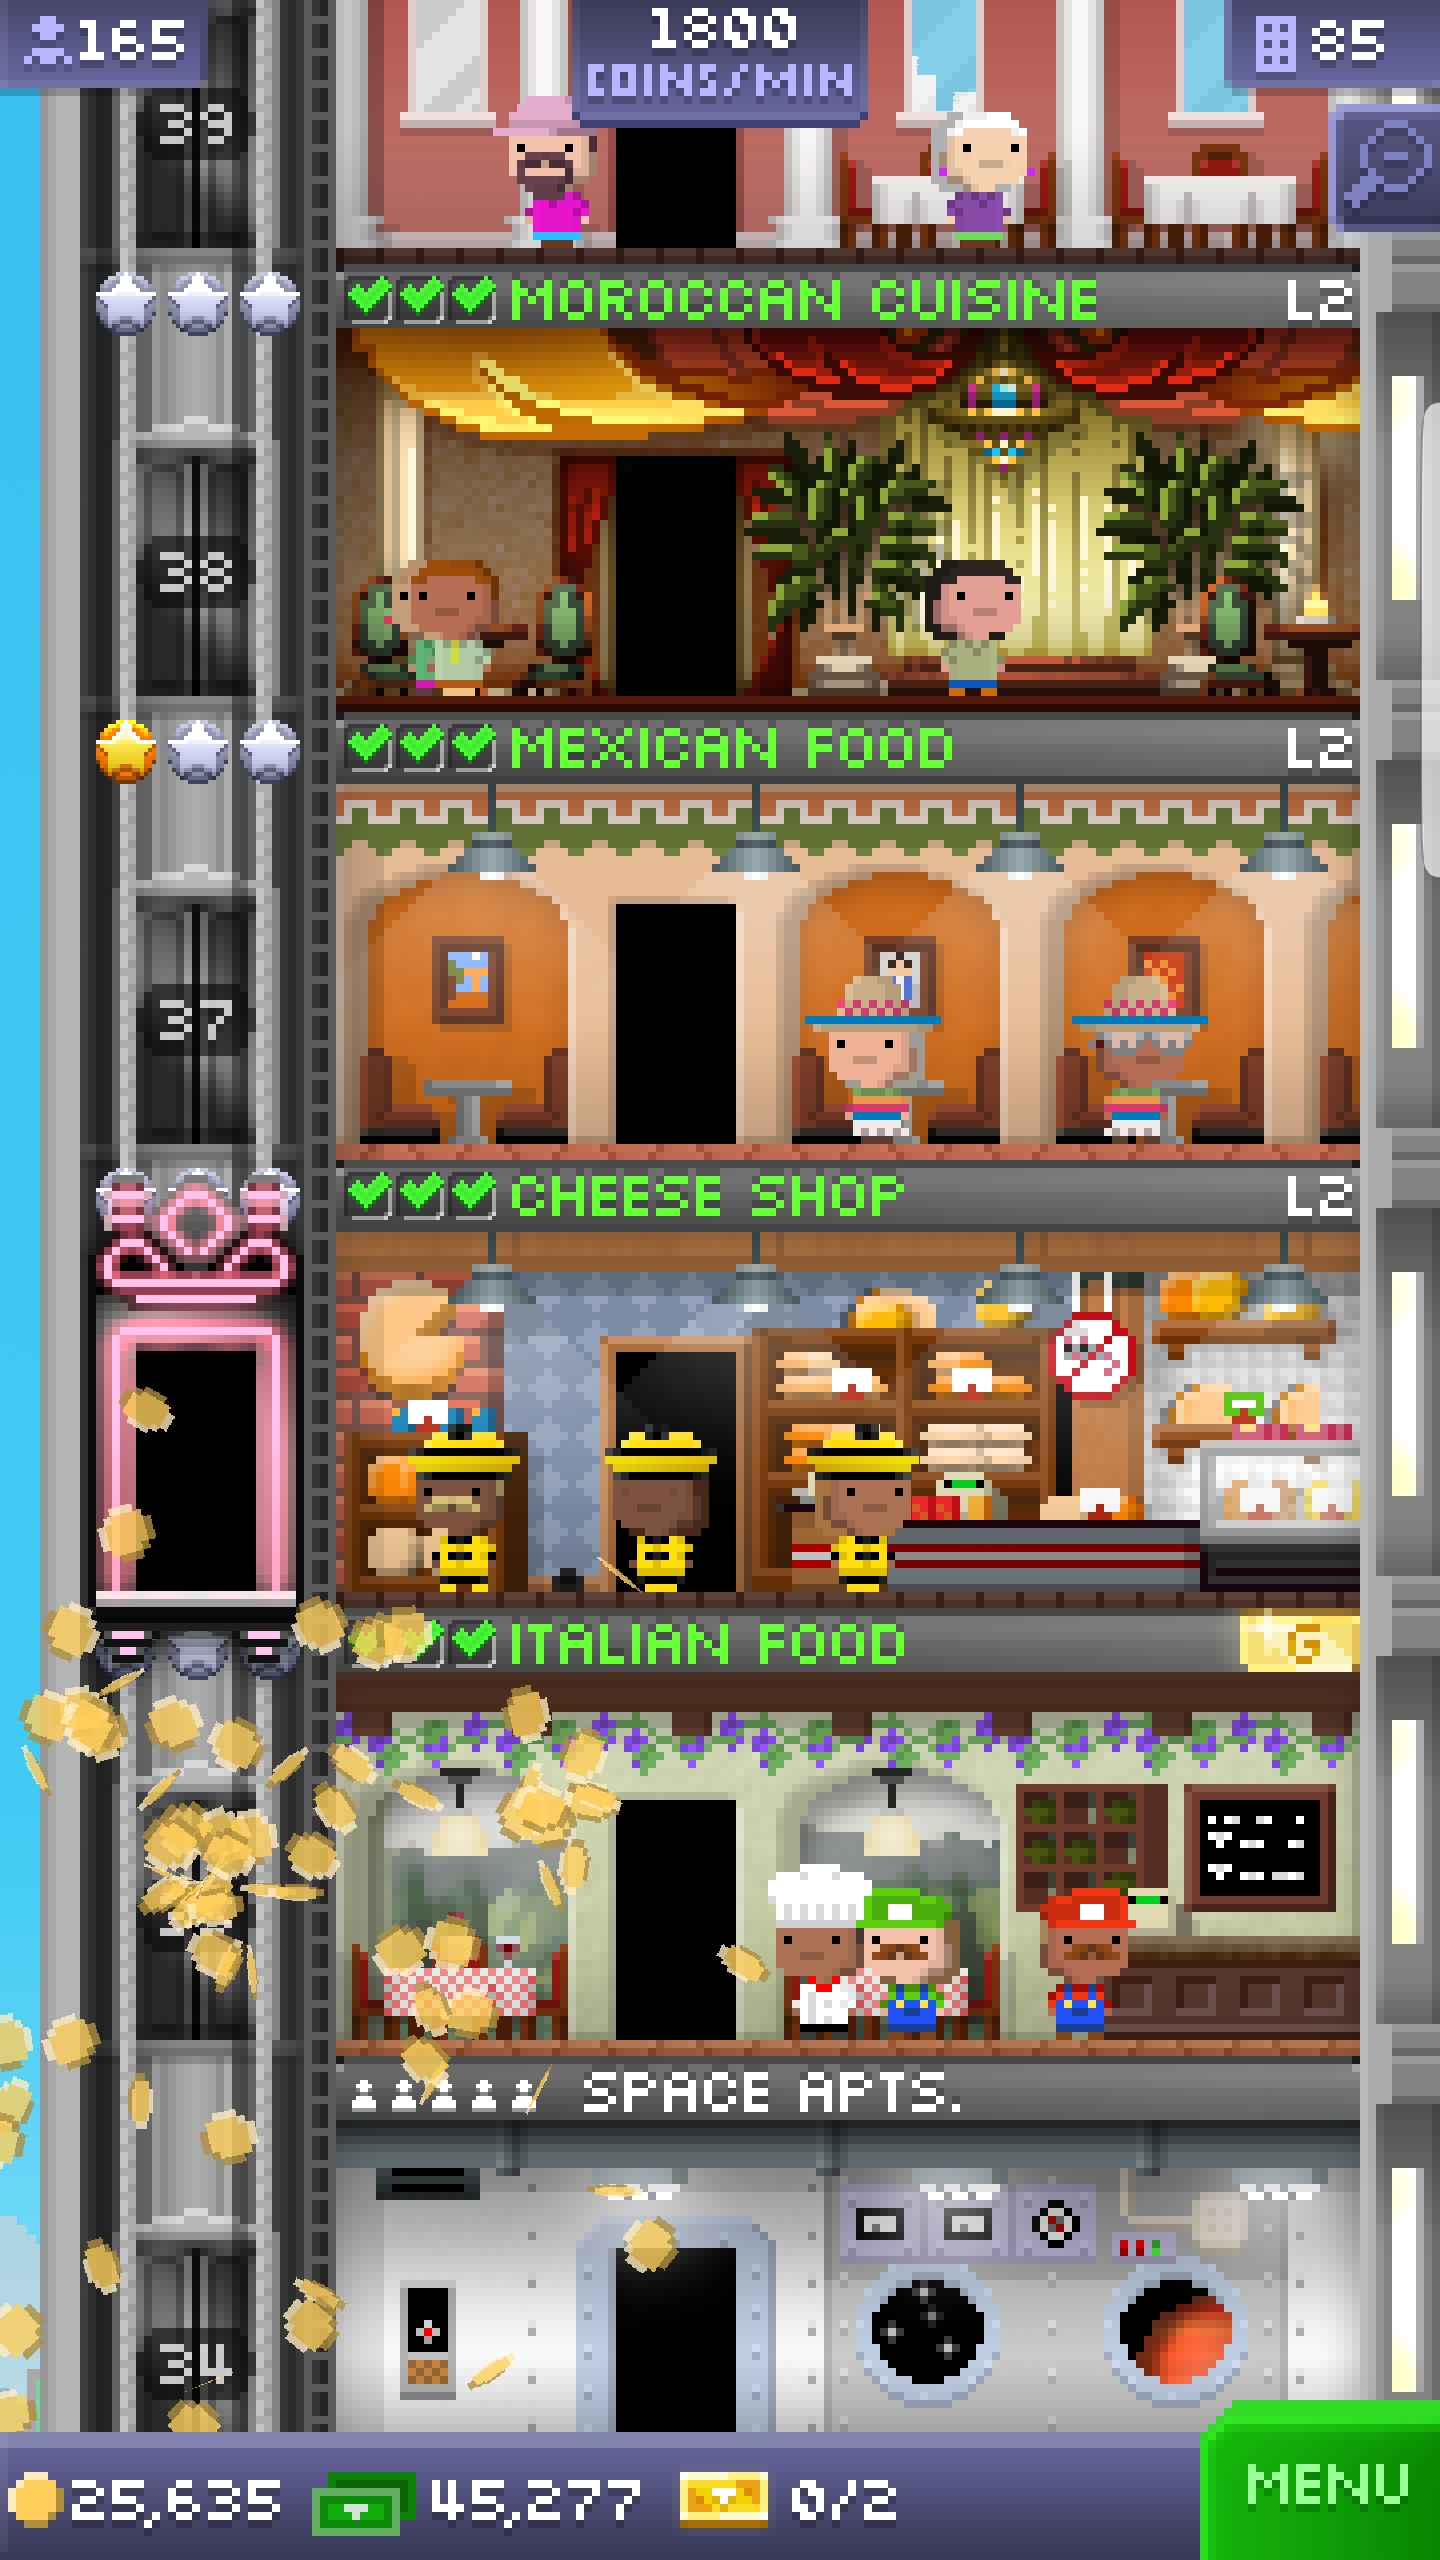 165
1800
COINS/MIN
85
39
MOROCCAN CUISINE L2
38
MEXICAN FOOD L2
37
CHEESE SHOP L2
ITALIAN FOOD G
SPACE APTS.
34
25,635 45,277 0/2
MENU